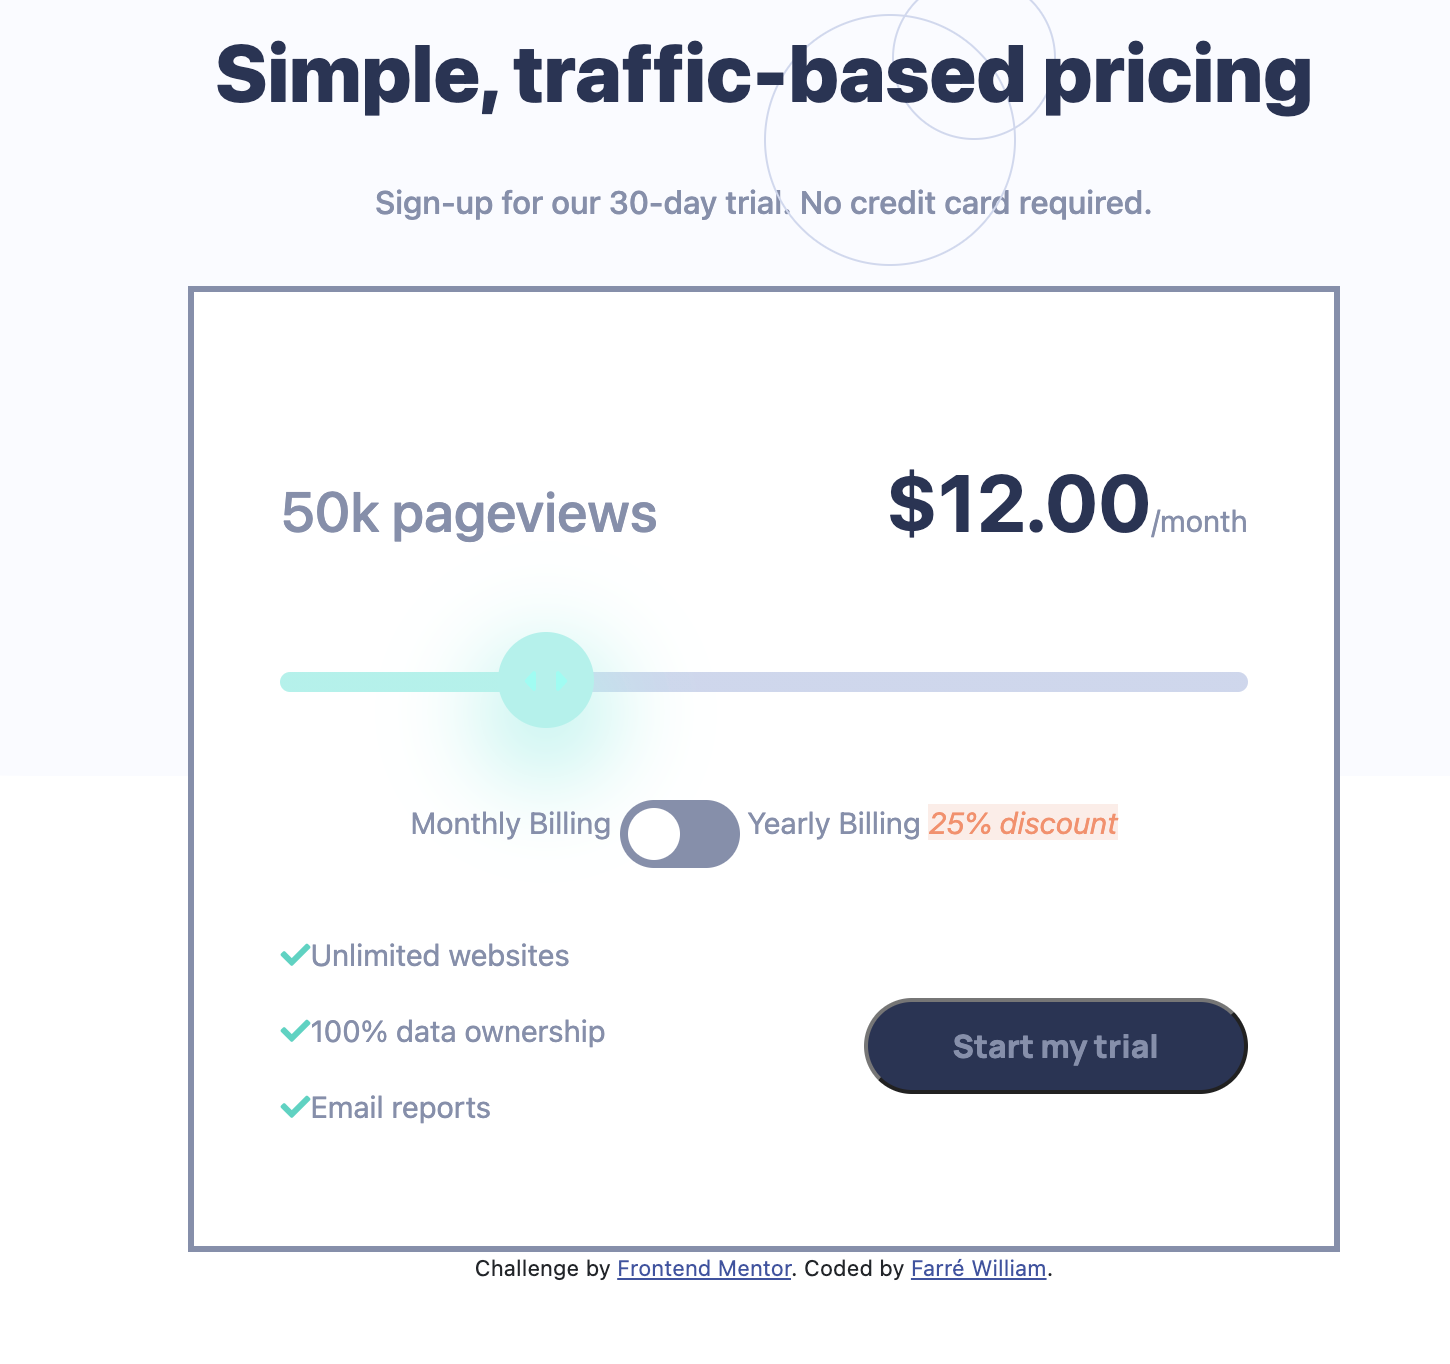 Simple, traffic-based pricing
Sign-up for our 30-day trial. No credit card required.
50k pageviews
$12.00/month
Monthly Billing
Yearly Billing 25% discount
Unlimited websites
100% data ownership
Email reports
Start my trial
Challenge by Frontend Mentor. Coded by Farré William.